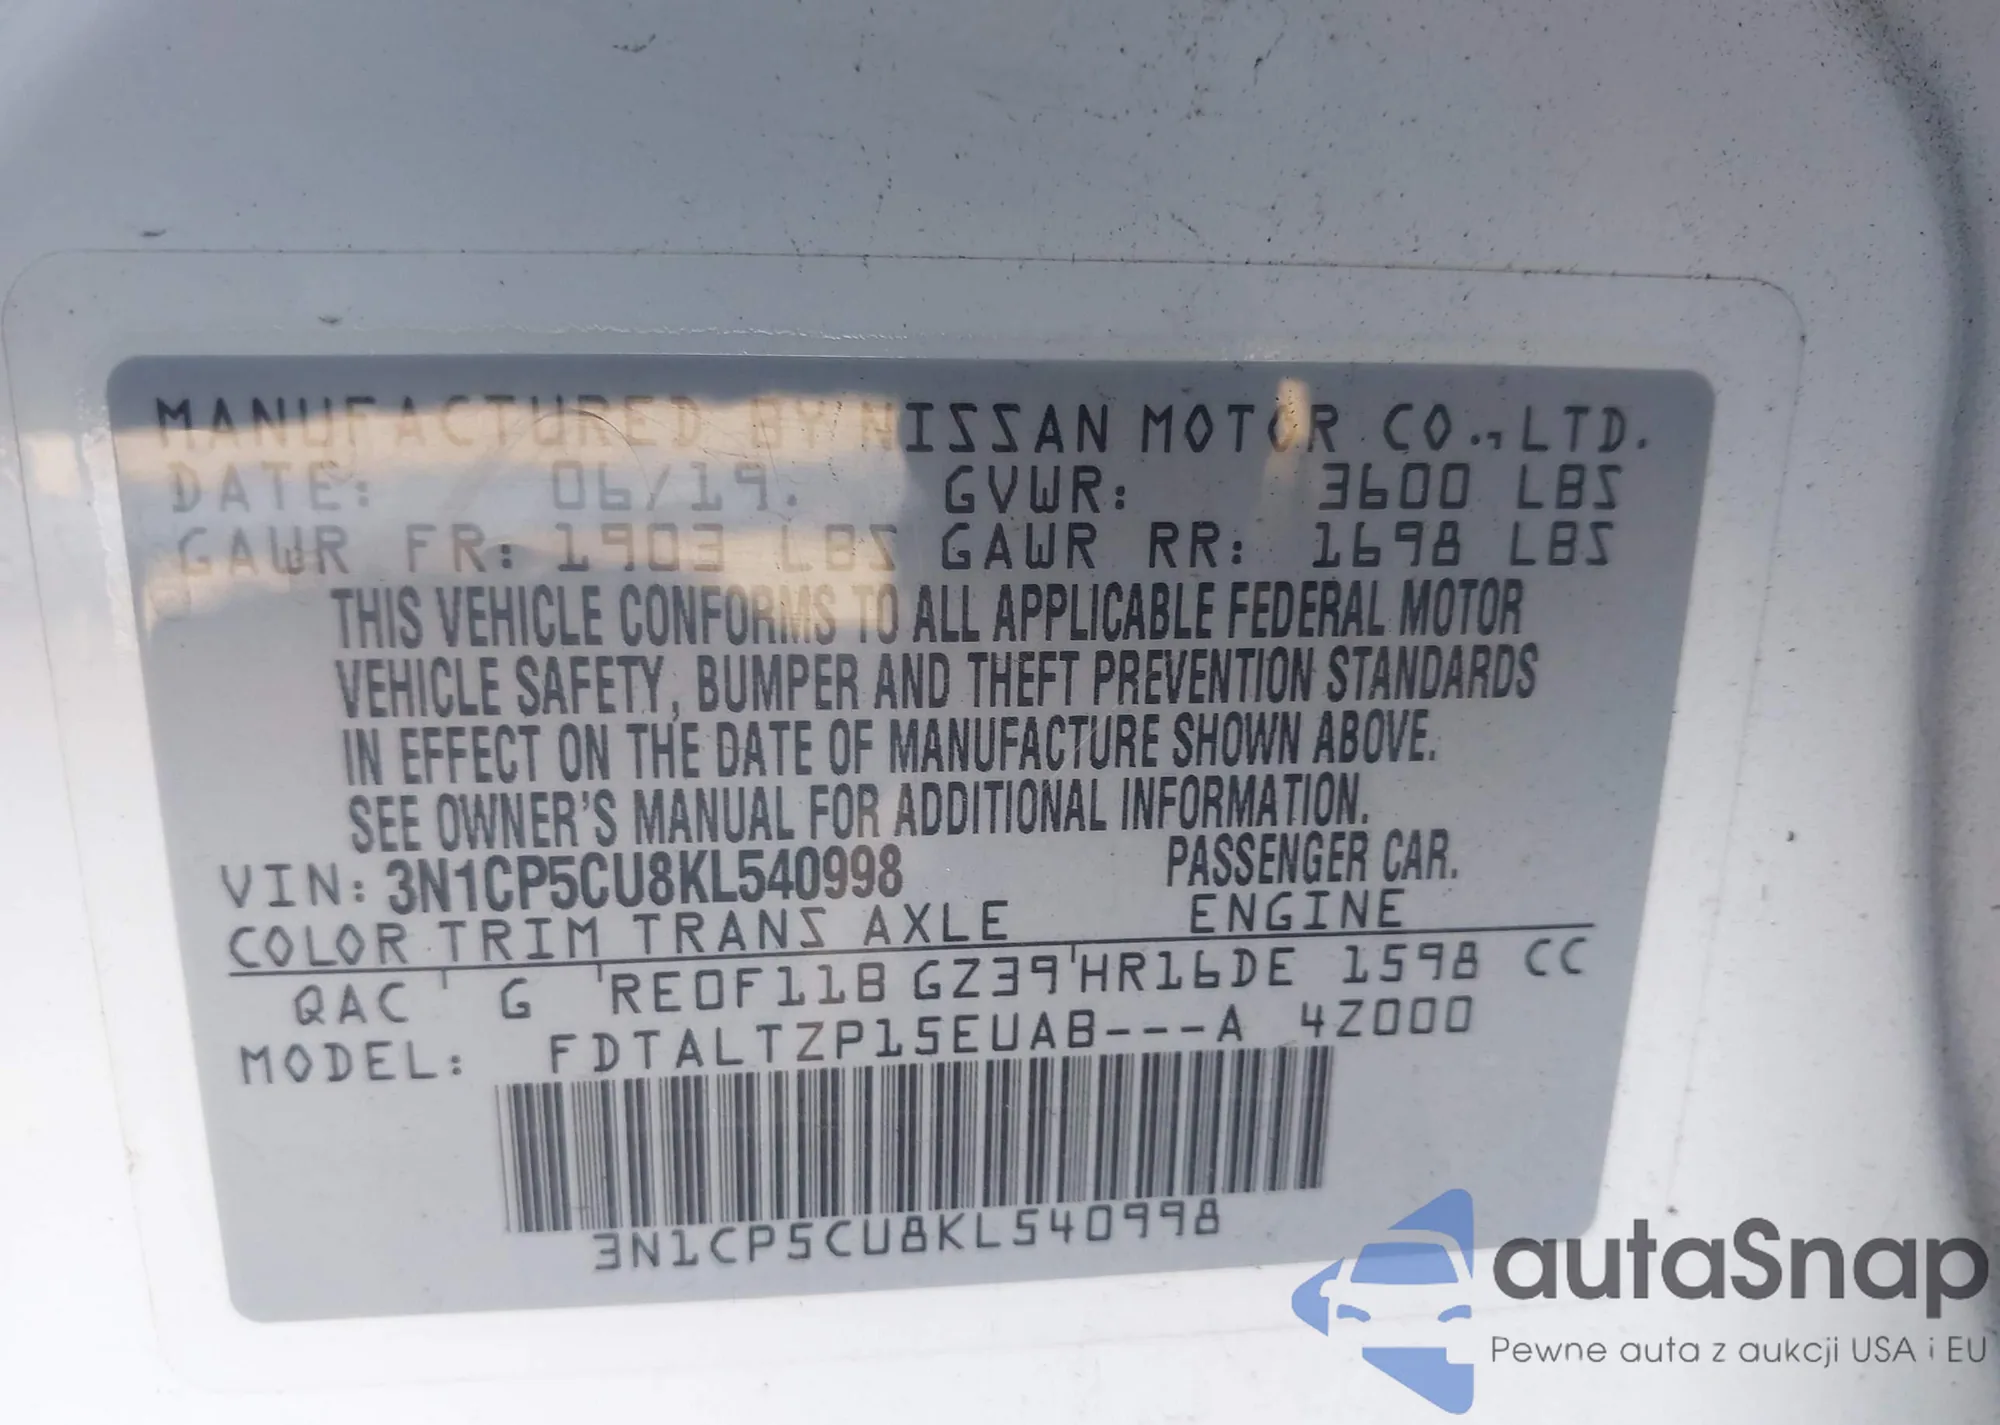 MANUFACTURED BY NISSAN MOTOR CO., LTD.
DATE: 06/19. GVWR: 3600 LBS
GAWR FR: 1903 LBS GAWR RR: 1698 LBS
THIS VEHICLE CONFORMS TO ALL APPLICABLE FEDERAL MOTOR
VEHICLE SAFETY, BUMPER AND THEFT PREVENTION STANDARDS
IN EFFECT ON THE DATE OF MANUFACTURE SHOWN ABOVE.
SEE OWNER'S MANUAL FOR ADDITIONAL INFORMATION.
VIN: 3N1CP5CU8KL540998 PASSENGER CAR.
COLOR TRIM TRANS AXLE ENGINE
QAC G RE0F11B GZ39 HR16DE 1598 CC
MODEL: FDTALTZP15EUAB---A 4Z000
3N1CP5CU8KL540998
autaSnap
Pewne auta z aukcji USA i EU